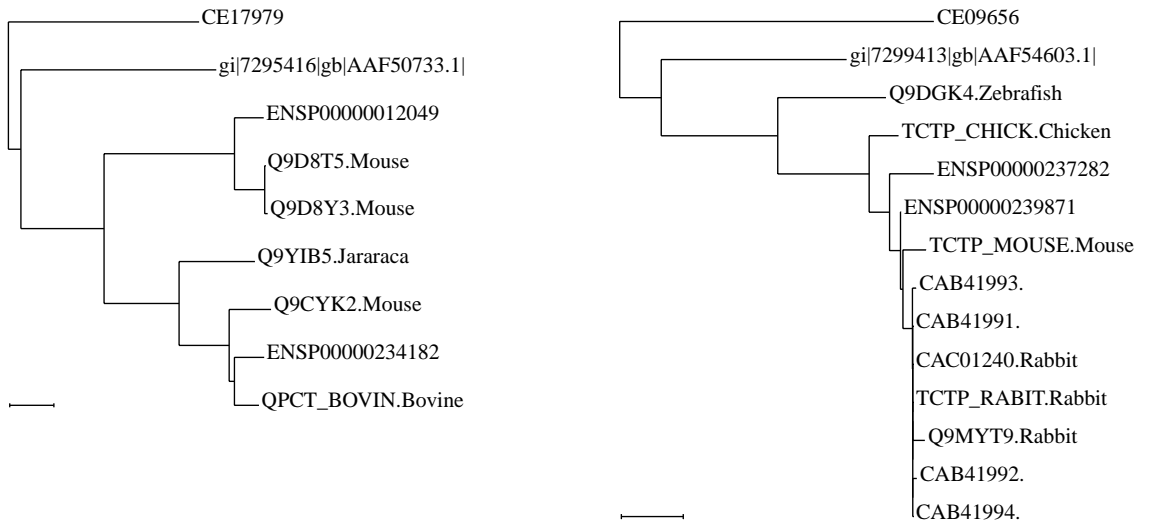 CE17979
gi|7295416|gb|AAF50733.1|
ENSP00000012049
Q9D8T5.Mouse
Q9D8Y3.Mouse
Q9YIB5.Jararaca
Q9CYK2.Mouse
ENSP00000234182
QPCT_BOVIN.Bovine
CE09656
gi|7299413|gb|AAF54603.1|
Q9DGK4.Zebrafish
TCTP_CHICK.Chicken
ENSP00000237282
ENSP00000239871
TCTP_MOUSE.Mouse
CAB41993.
CAB41991.
CAC01240.Rabbit
TCTP_RABIT.Rabbit
Q9MYT9.Rabbit
CAB41992.
CAB41994.